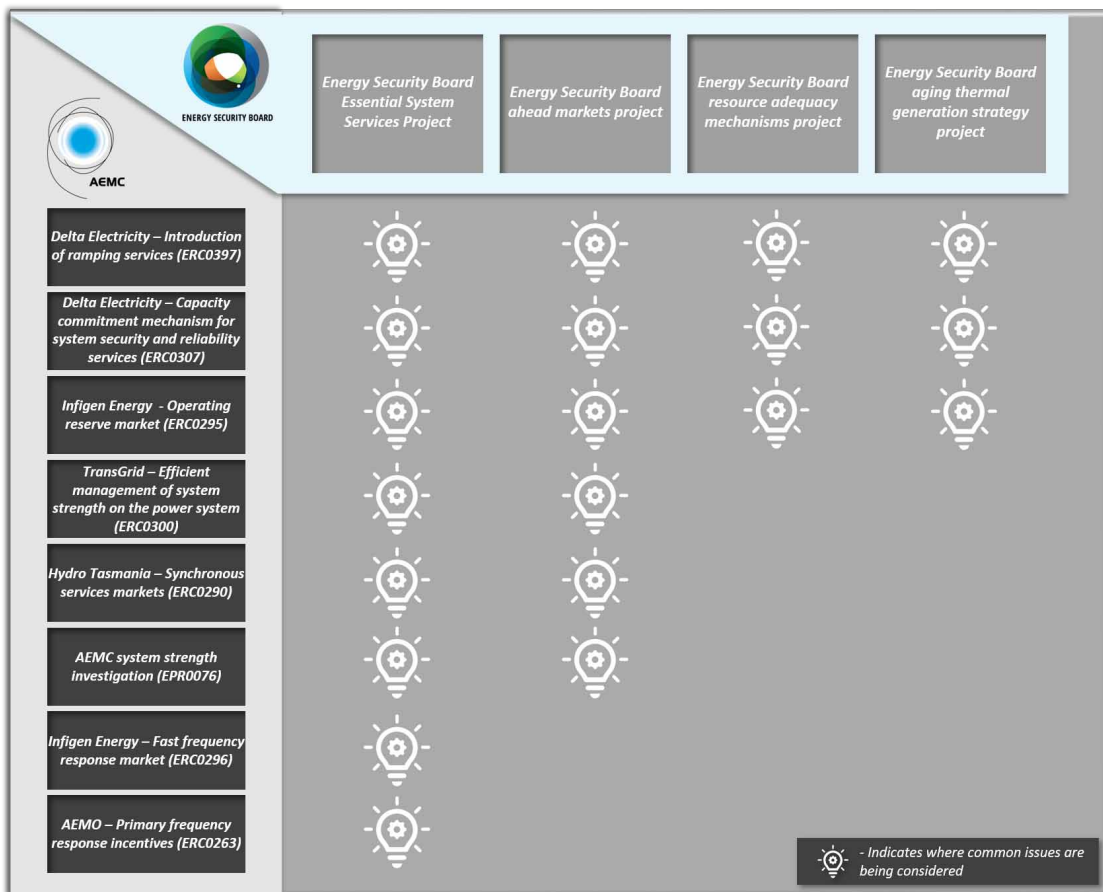 ENERGY SECURITY BOARD
AEMC
Energy Security Board
Essential System
Services Project
Energy Security Board
ahead markets project
Energy Security Board
resource adequacy
mechanisms project
Energy Security Board
aging thermal
generation strategy
project
Delta Electricity – Introduction
of ramping services (ERC0397)
Delta Electricity – Capacity
commitment mechanism for
system security and reliability
services (ERC0307)
Infigen Energy - Operating
reserve market (ERC0295)
TransGrid – Efficient
management of system
strength on the power system
(ERC0300)
Hydro Tasmania – Synchronous
services markets (ERC0290)
AEMC system strength
investigation (EPR0076)
Infigen Energy – Fast frequency
response market (ERC0296)
AEMO – Primary frequency
response incentives (ERC0263)
- Indicates where common issues are
being considered